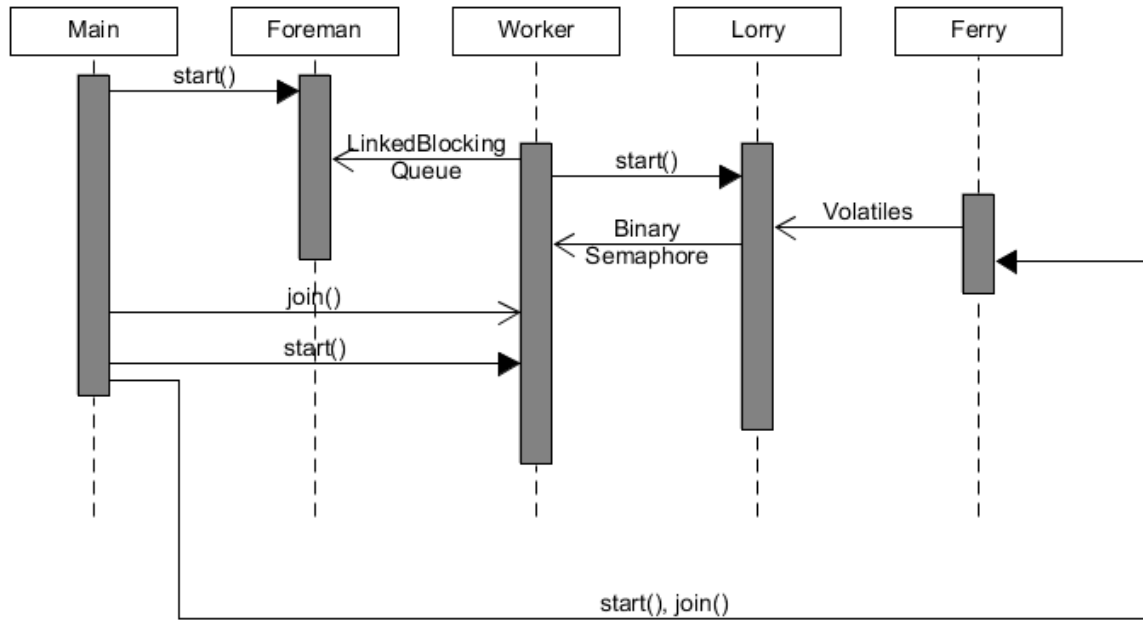 Main
Foreman
Worker
Lorry
Ferry
start()
LinkedBlocking
Queue
start()
Volatiles
Binary
Semaphore
join()
start()
start(), join()